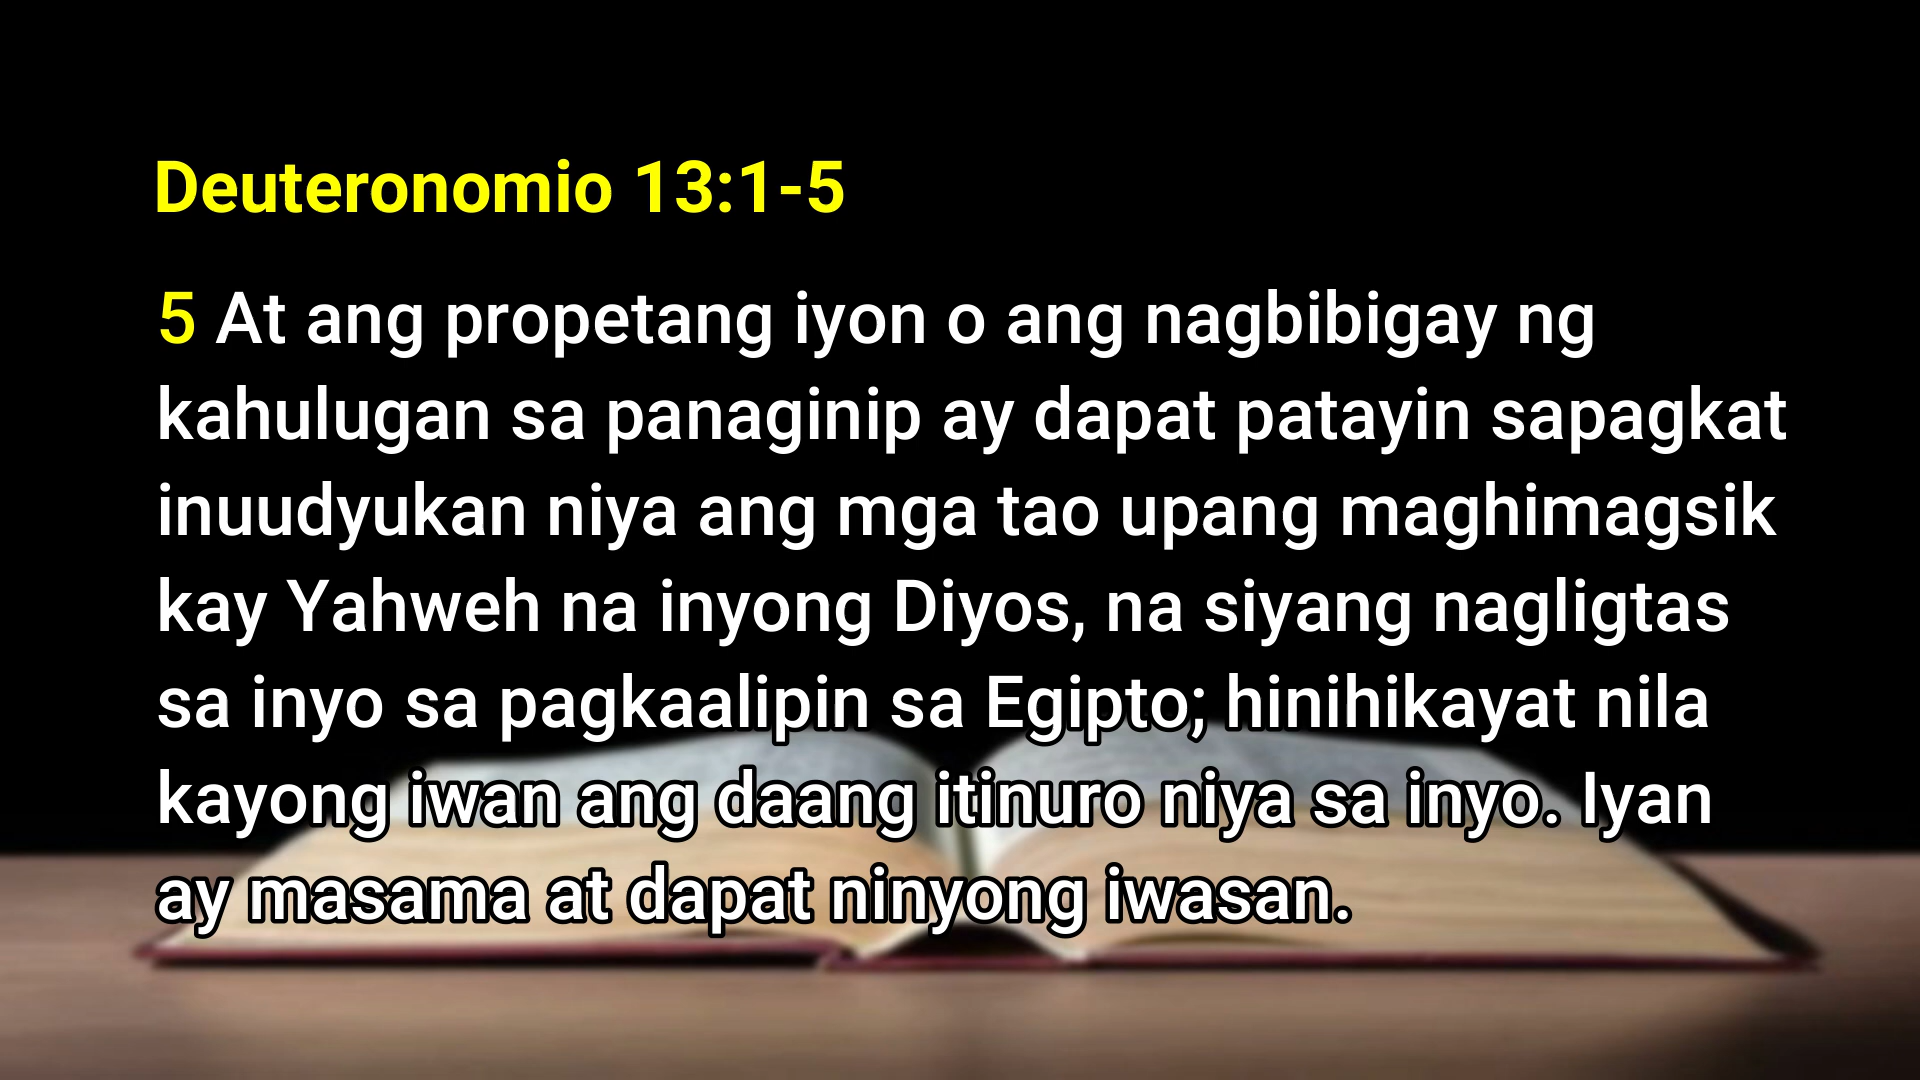 Deuteronomio 13:1-5
5 At ang propetang iyon o ang nagbibigay ng
kahulugan sa panaginip ay dapat patayin sapagkat
inuudyukan niya ang mga tao upang maghimagsik
kay Yahweh na inyong Diyos, na siyang nagligtas
sa inyo sa pagkaalipin sa Egipto; hinihikayat nila
kayong iwan ang daang itinuro niya sa inyo. Iyan
ay masama at dapat ninyong iwasan.